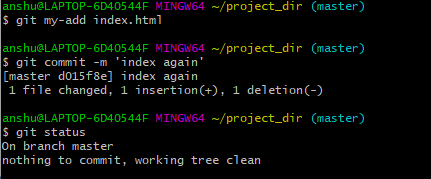 anshu@LAPTOP-6D40544F MINGW64 ~/project_dir (master)
$ git my-add index.html
anshu@LAPTOP-6D40544F MINGW64 ~/project_dir (master)
$ git commit -m 'index again'
[master d015f8e] index again
1 file changed, 1 insertion(+), 1 deletion(-)
anshu@LAPTOP-6D40544F MINGW64 ~/project_dir (master)
$ git status
On branch master
nothing to commit, working tree clean